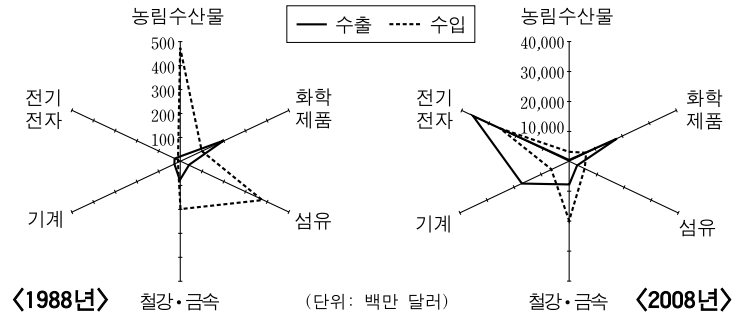 농림수산물
500
400
300
200
100
전기
전자
화학
제품
기계
섬유
철강·금속
〈1988년〉
수출 수입
(단위: 백만 달러)
농림수산물
40,000
30,000
20,000
10,000
전기
전자
화학
제품
기계
섬유
철강·금속
〈2008년〉